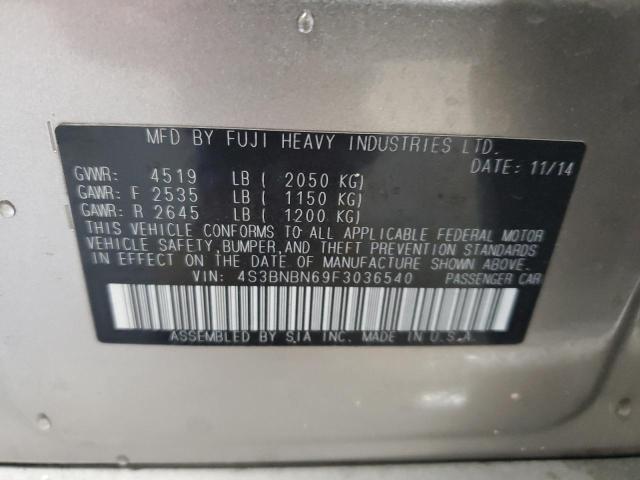 MFD BY FUJI HEAVY INDUSTRIES LTD.
DATE: 11/14
GVWR: 4519 LB ( 2050 KG)
GAWR: F 2535 LB ( 1150 KG)
GAWR: R 2645 LB ( 1200 KG)
THIS VEHICLE CONFORMS TO ALL APPLICABLE FEDERAL MOTOR
VEHICLE SAFETY, BUMPER, AND THEFT PREVENTION STANDARDS
IN EFFECT ON THE DATE OF MANUFACTURE SHOWN ABOVE.
VIN: 4S3BNBN69F3036540 PASSENGER CAR
ASSEMBLED BY SIA INC. MADE IN U.S.A.